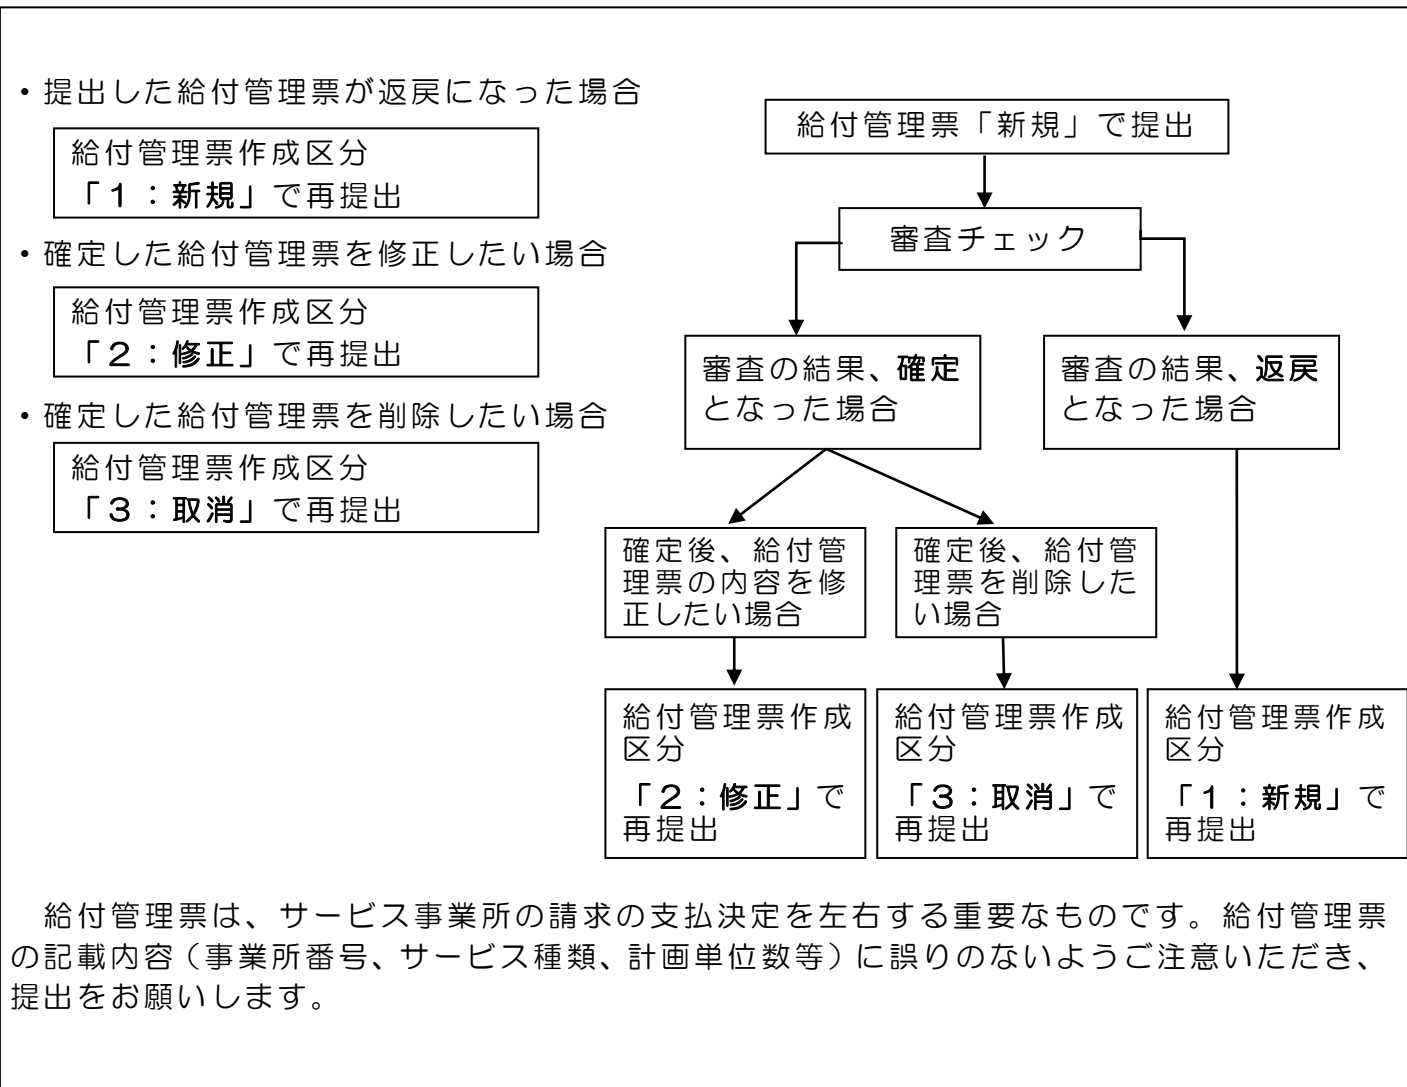 ・提出した給付管理票が返戻になった場合
給付管理票作成区分
「1：新規」で再提出
・確定した給付管理票を修正したい場合
給付管理票作成区分
「2：修正」で再提出
・確定した給付管理票を削除したい場合
給付管理票作成区分
「3：取消」で再提出
給付管理票「新規」で提出
審査チェック
審査の結果、確定
となった場合
審査の結果、返戻
となった場合
確定後、給付管
理票の内容を修
正したい場合
確定後、給付管
理票を削除した
い場合
給付管理票作成
区分
「2：修正」で
再提出
給付管理票作成
区分
「3：取消」で
再提出
給付管理票作成
区分
「1：新規」で
再提出
給付管理票は、サービス事業所の請求の支払決定を左右する重要なものです。給付管理票
の記載内容（事業所番号、サービス種類、計画単位数等）に誤りのないようご注意いただき、
提出をお願いします。